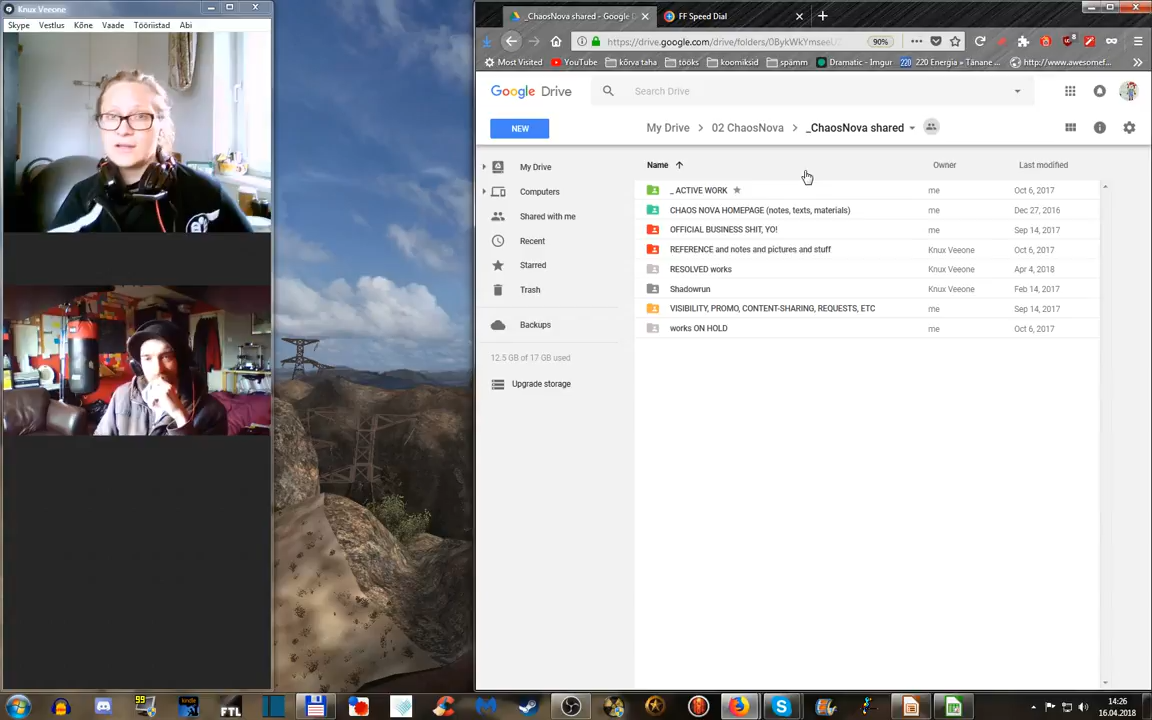 Knux Veeone
Skype Vestlus Kõne Vaade Tööriistad Abi
_ChaosNova shared - Google D
FF Speed Dial
https://drive.google.com/drive/folders/0BykWkYmseeU
90%
Most Visited YouTube kõrva taha tööks koomiksid spämm Dramatic - Imgur 220 Energia » Tänane ... http://www.awesomef...
Google Drive
Search Drive
NEW
My Drive > 02 ChaosNova > _ChaosNova shared
Name Owner Last modified
My Drive
Computers
Shared with me
Recent
Starred
Trash
Backups
12.5 GB of 17 GB used
Upgrade storage
_ ACTIVE WORK me Oct 6, 2017
CHAOS NOVA HOMEPAGE (notes, texts, materials) me Dec 27, 2016
OFFICIAL BUSINESS SHIT, YO! me Sep 14, 2017
REFERENCE and notes and pictures and stuff Knux Veeone Oct 6, 2017
RESOLVED works Knux Veeone Apr 4, 2018
Shadowrun Knux Veeone Feb 14, 2017
VISIBILITY, PROMO, CONTENT-SHARING, REQUESTS, ETC me Sep 14, 2017
works ON HOLD me Oct 6, 2017
99
kindle
FTL
14:26
16.04.2018